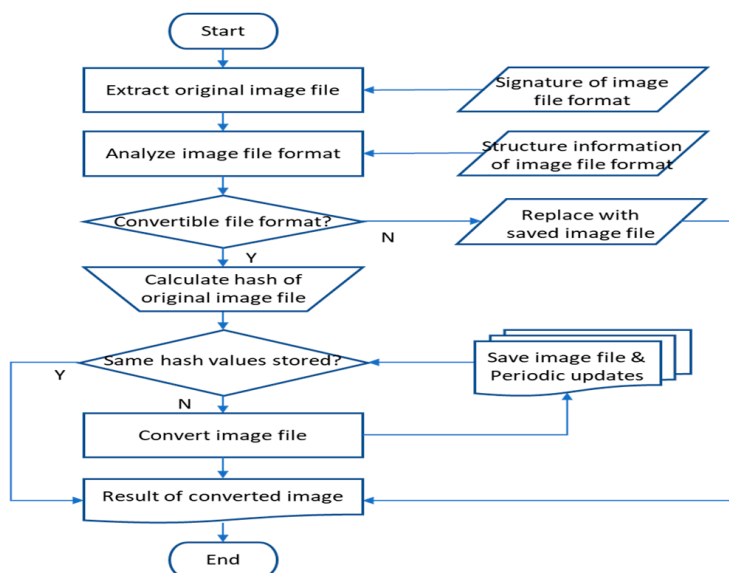 Start
Extract original image file
Signature of image
file format
Analyze image file format
Structure information
of image file format
Convertible file format?
N
Replace with
saved image file
Y
Calculate hash of
original image file
Same hash values stored?
Y
Save image file &
Periodic updates
N
Convert image file
Result of converted image
End